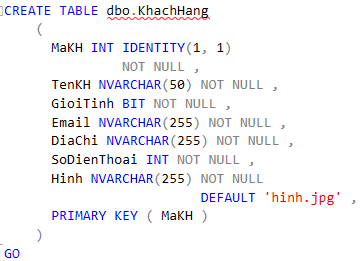 CREATE TABLE dbo.KhachHang
(
MaKH INT IDENTITY(1, 1)
NOT NULL ,
TenKH NVARCHAR(50) NOT NULL ,
GioiTinh BIT NOT NULL ,
Email NVARCHAR(255) NOT NULL ,
DiaChi NVARCHAR(255) NOT NULL ,
SoDienThoai INT NOT NULL ,
Hinh NVARCHAR(255) NOT NULL
DEFAULT 'hinh.jpg' ,
PRIMARY KEY ( MaKH )
)
GO